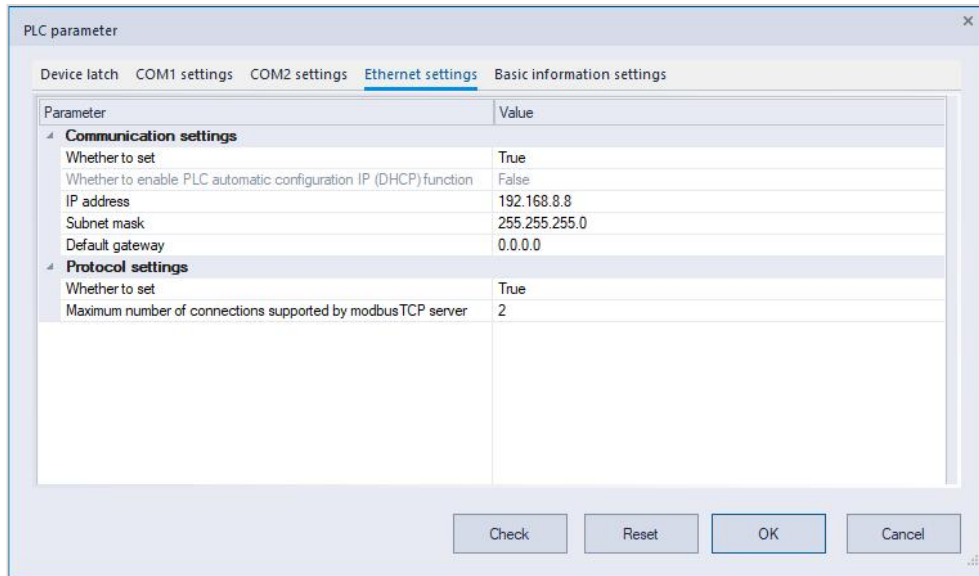 PLC parameter
Device latch COM1 settings COM2 settings Ethernet settings Basic information settings
Parameter Value
Communication settings
Whether to set True
Whether to enable PLC automatic configuration IP (DHCP) function False
IP address 192.168.8.8
Subnet mask 255.255.255.0
Default gateway 0.0.0.0
Protocol settings
Whether to set True
Maximum number of connections supported by modbusTCP server 2
Check Reset OK Cancel